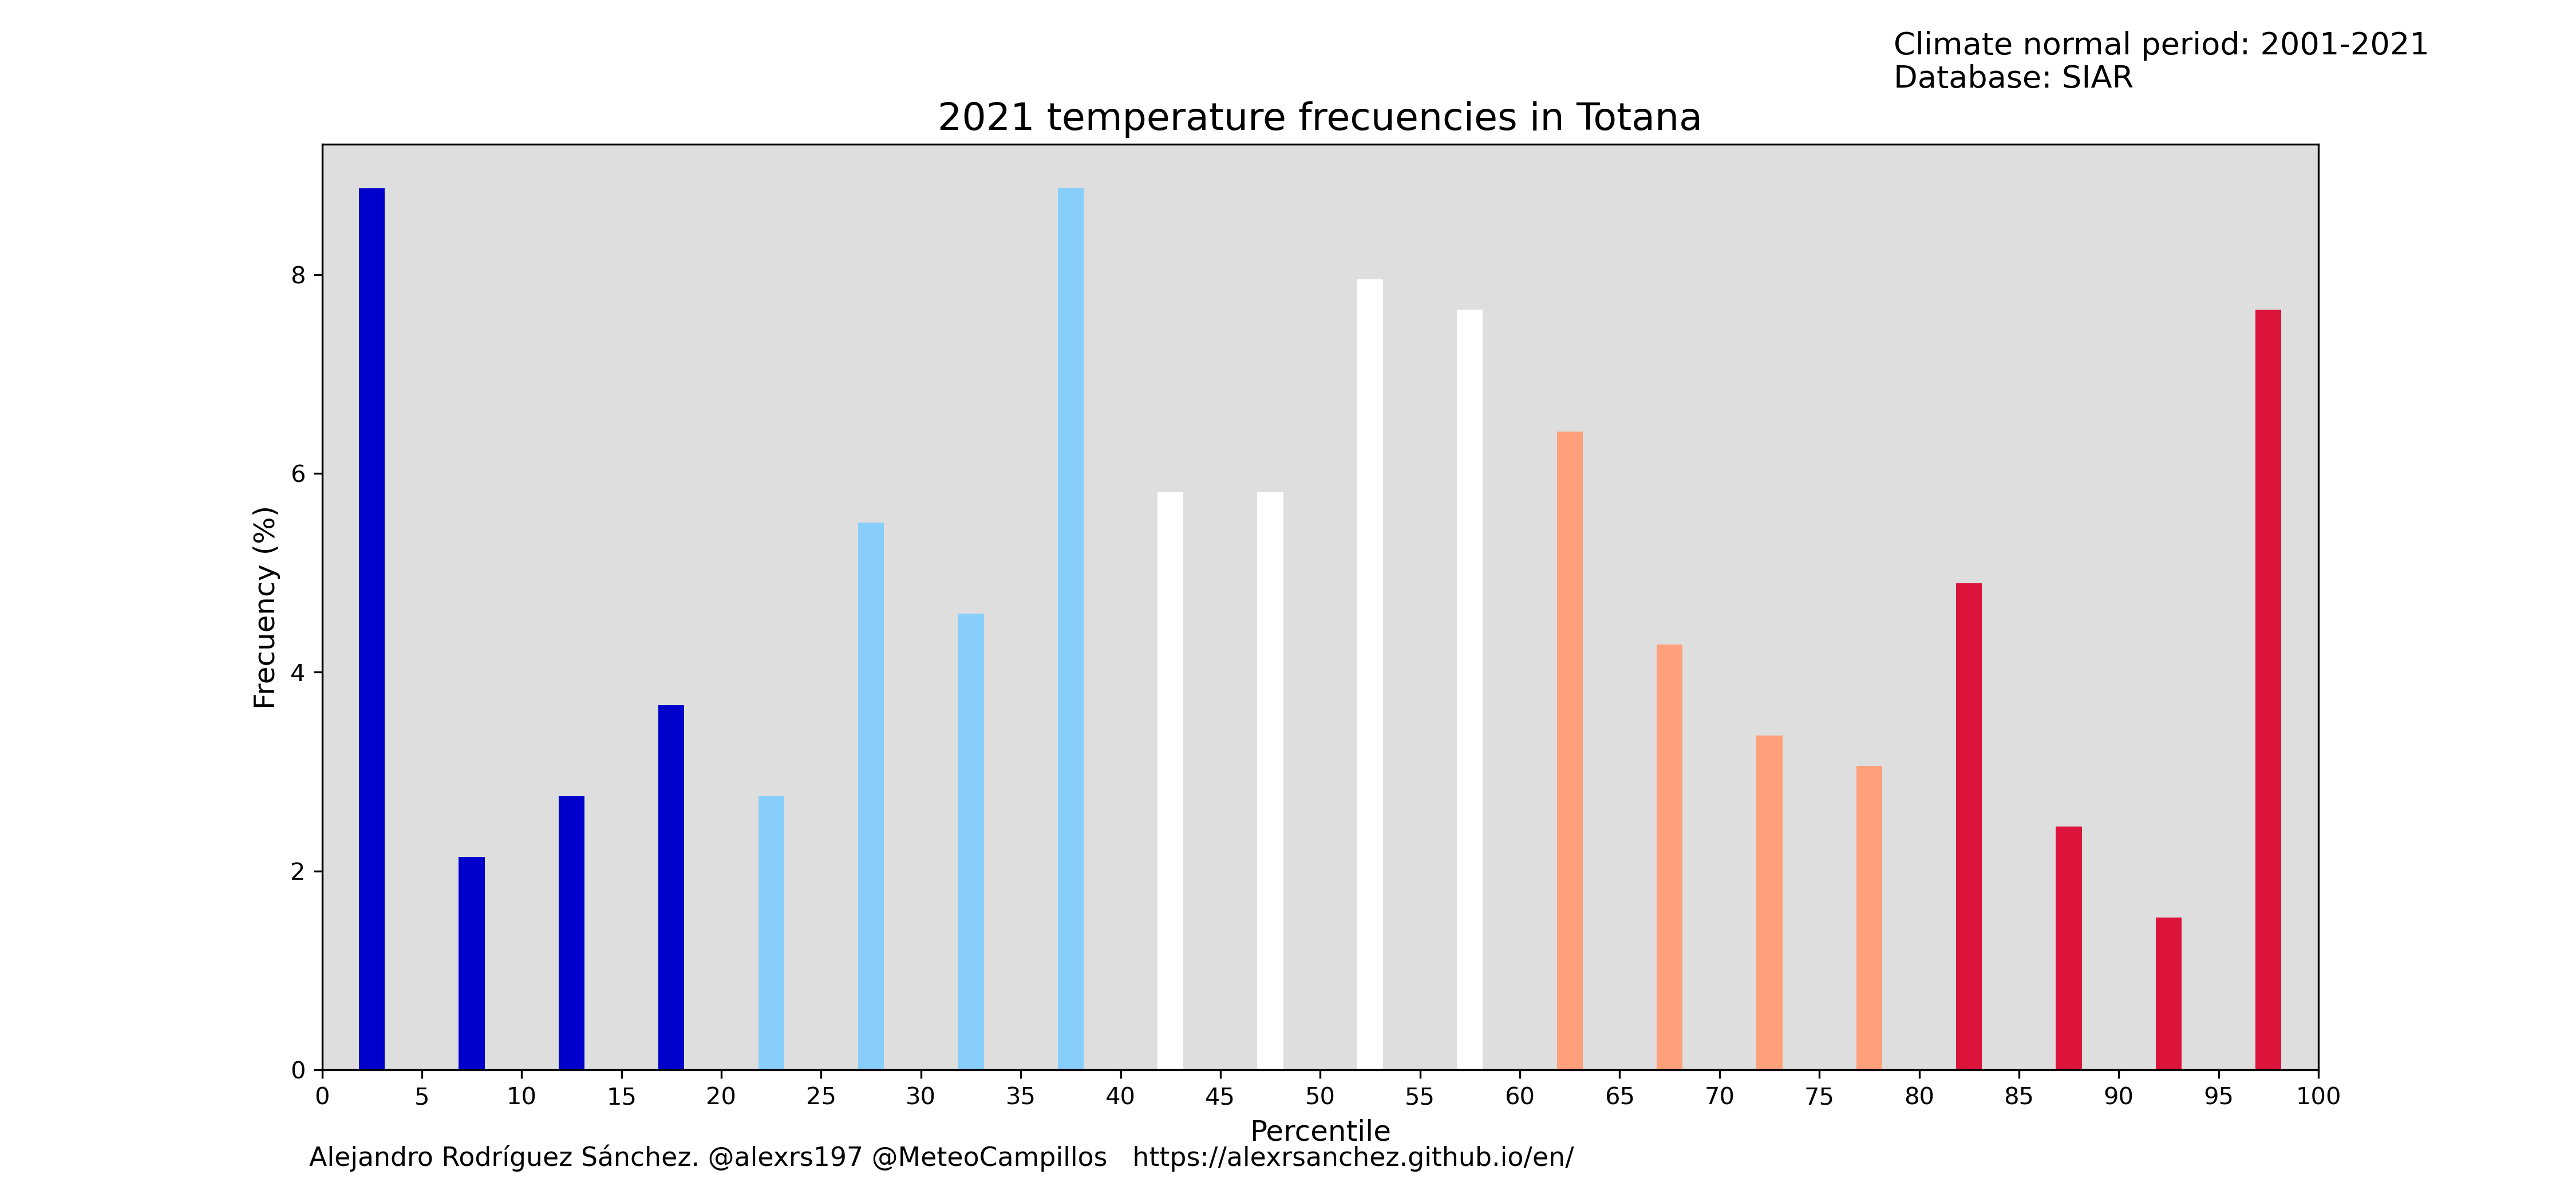 Climate normal period: 2001-2021
Database: SIAR
2021 temperature frecuencies in Totana
Frecuency (%)
8
6
4
2
0
0 5 10 15 20 25 30 35 40 45 50 55 60 65 70 75 80 85 90 95 100
Percentile
Alejandro Rodríguez Sánchez. @alexrs197 @MeteoCampillos https://alexrsanchez.github.io/en/